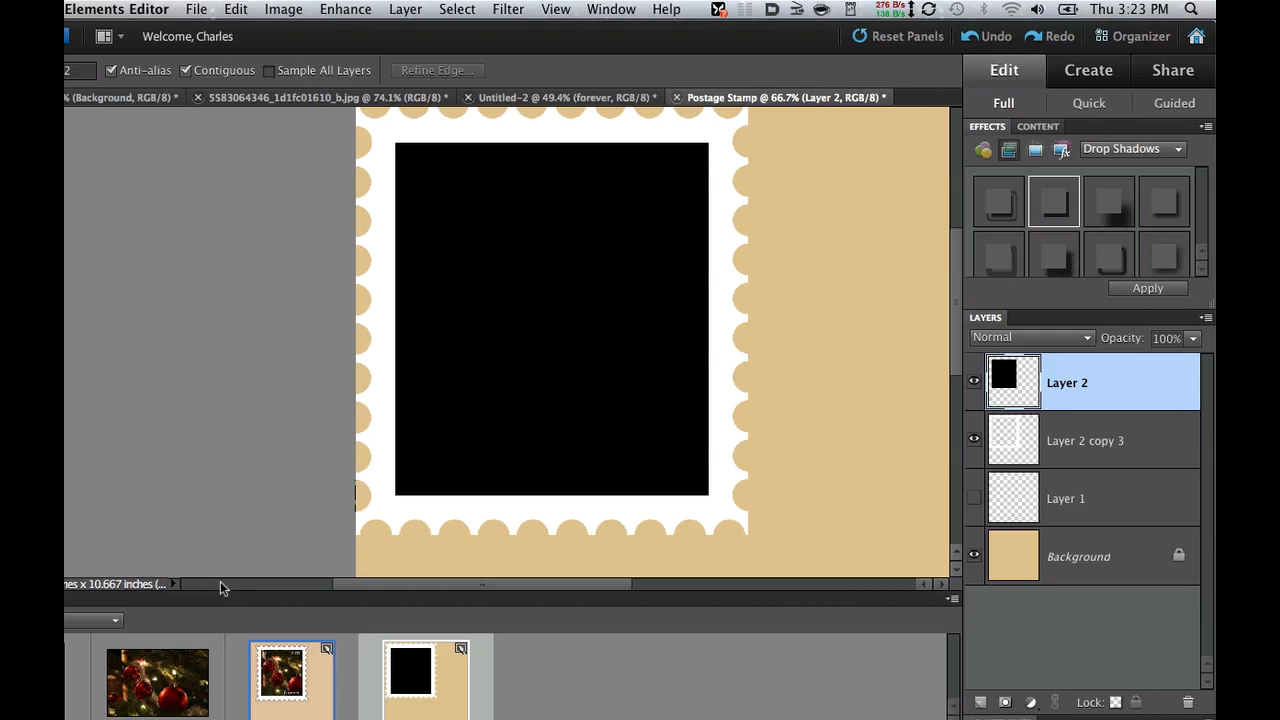 Elements Editor File Edit Image Enhance Layer Select Filter View Window Help 276 B/s 138 B/s Thu 3:23 PM
Welcome, Charles Reset Panels Undo Redo Organizer
2 Anti-alias Contiguous Sample All Layers Refine Edge... Edit Create Share
% (Background, RGB/8) * 5583064346_1d1fc01610_b.jpg @ 74.1% (RGB/8) * Untitled-2 @ 49.4% (forever, RGB/8) * Postage Stamp @ 66.7% (Layer 2, RGB/8) *
Full Quick Guided
EFFECTS CONTENT
Drop Shadows
Apply
LAYERS
Normal Opacity: 100%
Layer 2
Layer 2 copy 3
Layer 1
Background
nes x 10.667 inches (...
Lock: